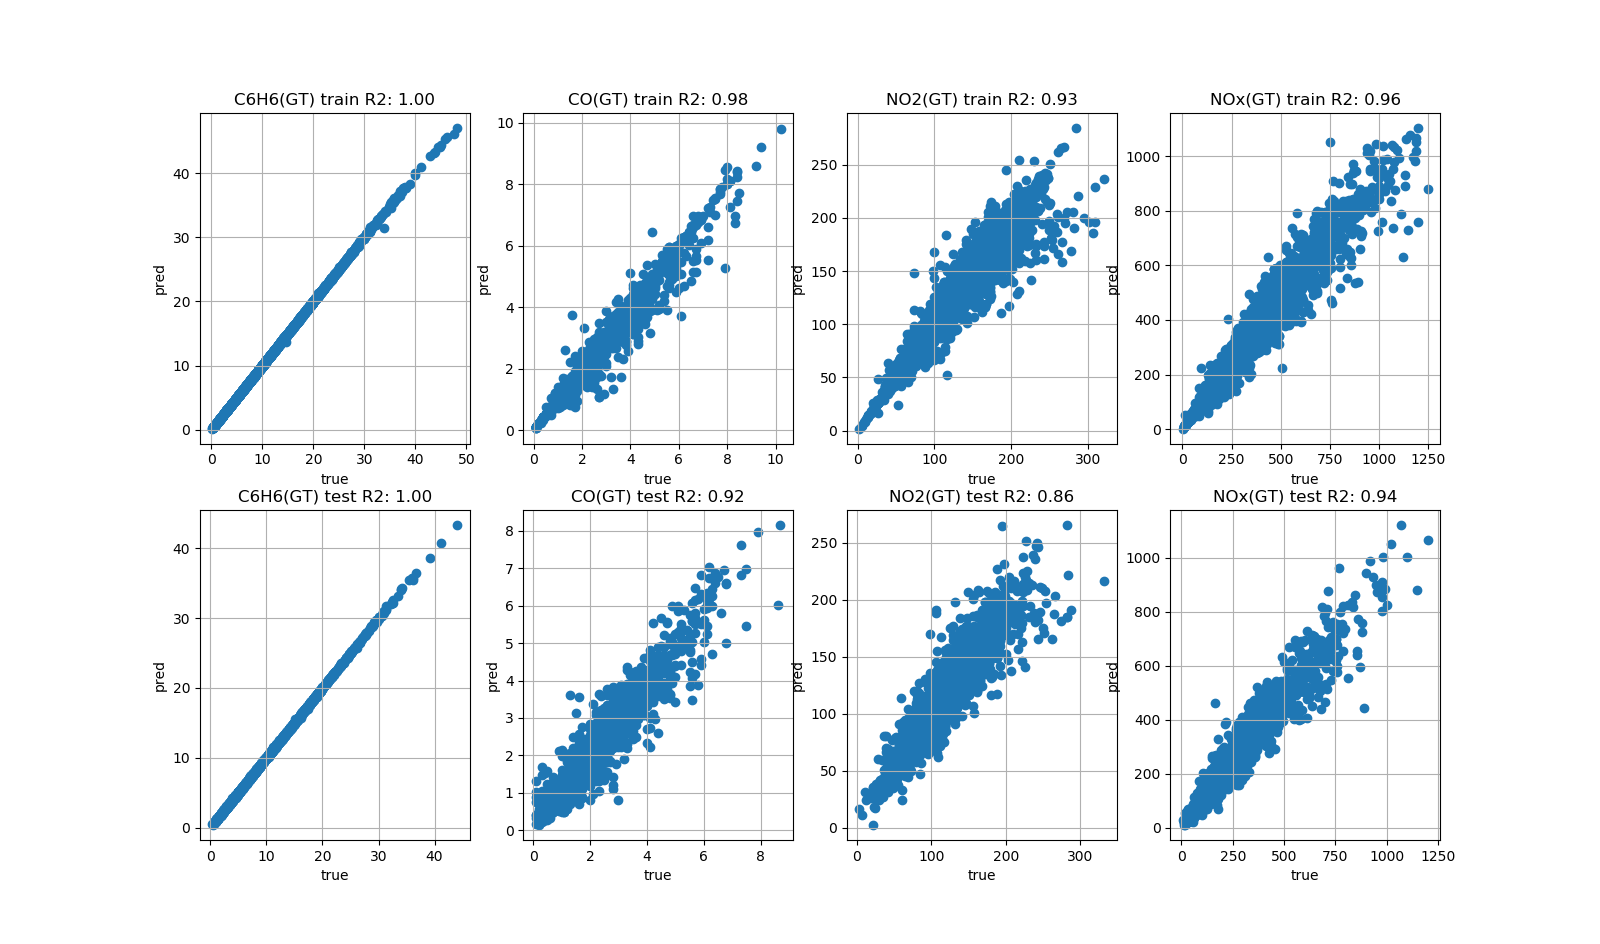 C6H6(GT) train R2: 1.00
CO(GT) train R2: 0.98
NO2(GT) train R2: 0.93
NOx(GT) train R2: 0.96
pred
40
30
20
10
0
0 10 20 30 40 50
true
pred
10
8
6
4
2
0
0 2 4 6 8 10
true
pred
250
200
150
100
50
0
0 100 200 300
true
pred
1000
800
600
400
200
0
0 250 500 750 1000 1250
true
C6H6(GT) test R2: 1.00
CO(GT) test R2: 0.92
NO2(GT) test R2: 0.86
NOx(GT) test R2: 0.94
pred
40
30
20
10
0
0 10 20 30 40
true
pred
8
7
6
5
4
3
2
1
0
0 2 4 6 8
true
pred
250
200
150
100
50
0
0 100 200 300
true
pred
1000
800
600
400
200
0
0 250 500 750 1000 1250
true